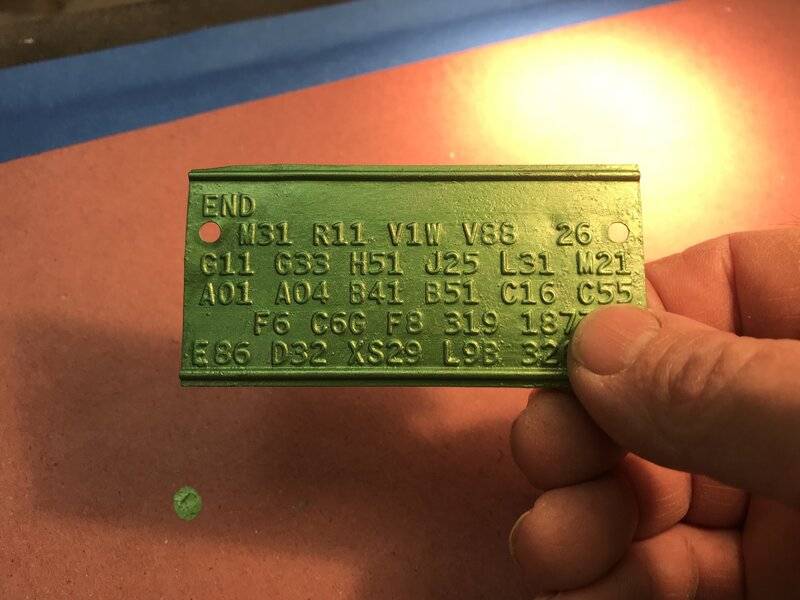 END
M31 R11 V1W V88 26
G11 G33 H51 J25 L31 M21
A01 A04 B41 B51 C16 C55
F6 C6G F8 319
E86 D32 XS29 L9B